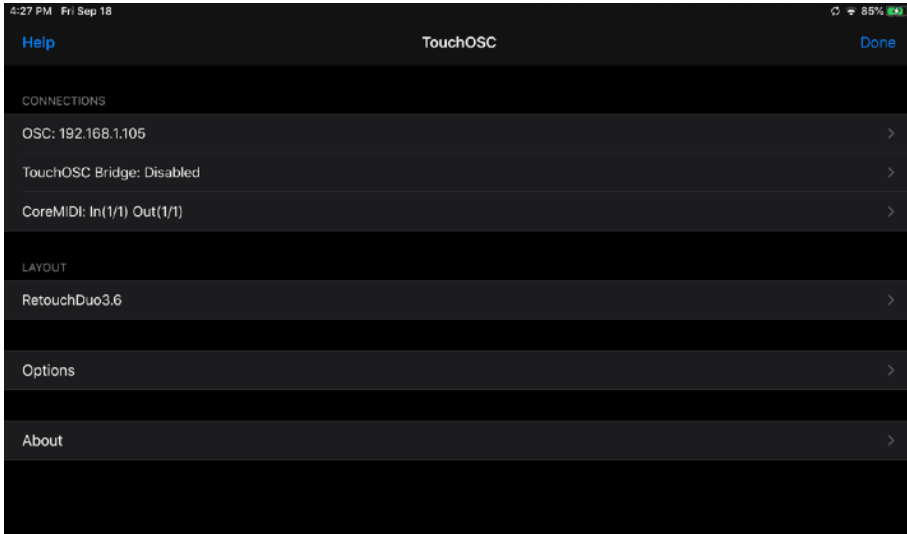 4:27 PM Fri Sep 18 85%
Help TouchOSC Done
CONNECTIONS
OSC: 192.168.1.105
TouchOSC Bridge: Disabled
CoreMIDI: In(1/1) Out(1/1)
LAYOUT
RetouchDuo3.6
Options
About